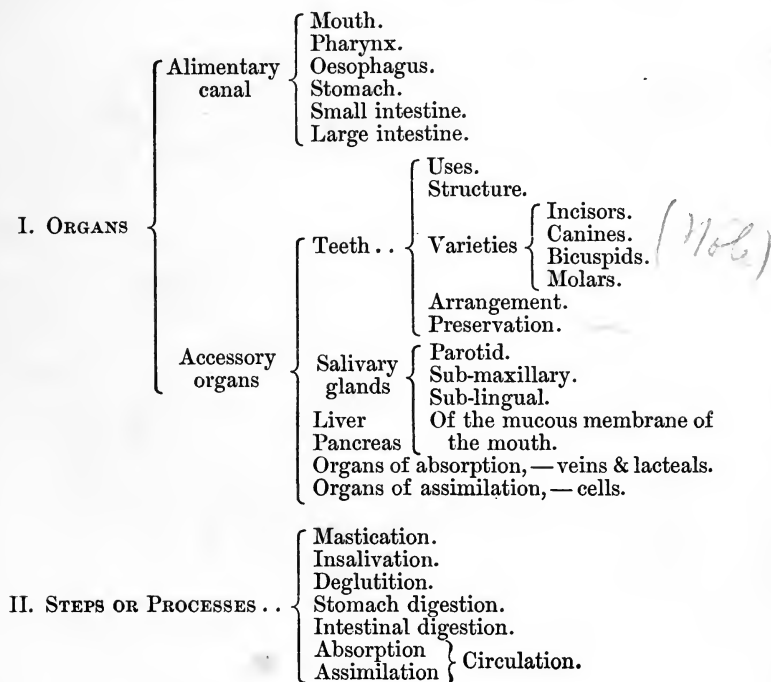 Mouth.
Pharynx.
Alimentary canal
Oesophagus.
Stomach.
Small intestine.
Large intestine.
I. ORGANS
Accessory organs
Teeth . .
Uses.
Structure.
Varieties
Incisors.
Canines.
Bicuspids.
Molars.
Arrangement.
Preservation.
Salivary glands
Parotid.
Sub-maxillary.
Sub-lingual.
Of the mucous membrane of
the mouth.
Liver
Pancreas
Organs of absorption, — veins & lacteals.
Organs of assimilation, — cells.
II. STEPS OR PROCESSES . .
Mastication.
Insalivation.
Deglutition.
Stomach digestion.
Intestinal digestion.
Absorption
Assimilation
Circulation.